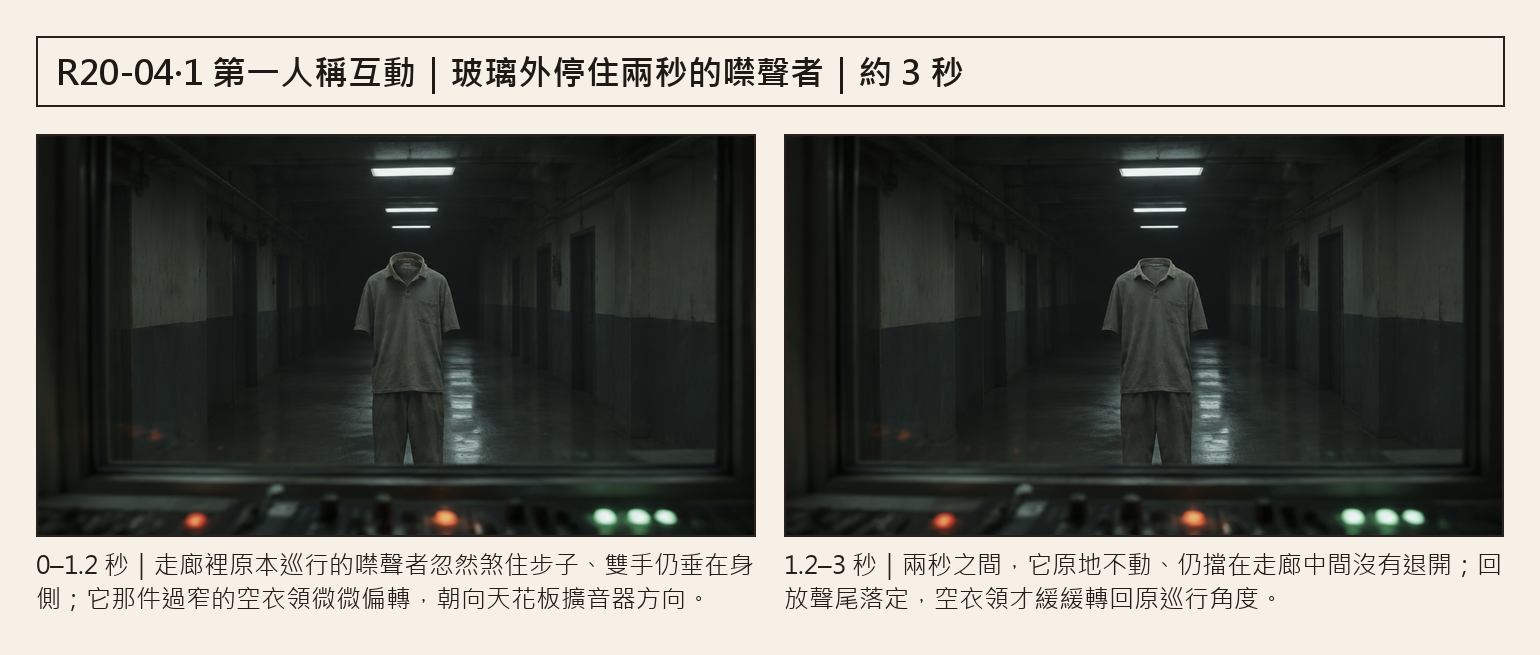 R20-04·1 第一人稱互動｜玻璃外停住兩秒的噤聲者｜約 3 秒
0–1.2 秒｜走廊裡原本巡行的噤聲者忽然煞住步子、雙手仍垂在身
側；它那件過窄的空衣領微微偏轉，朝向天花板擴音器方向。
1.2–3 秒｜兩秒之間，它原地不動、仍擋在走廊中間沒有退開；回
放聲尾落定，空衣領才緩緩轉回原巡行角度。